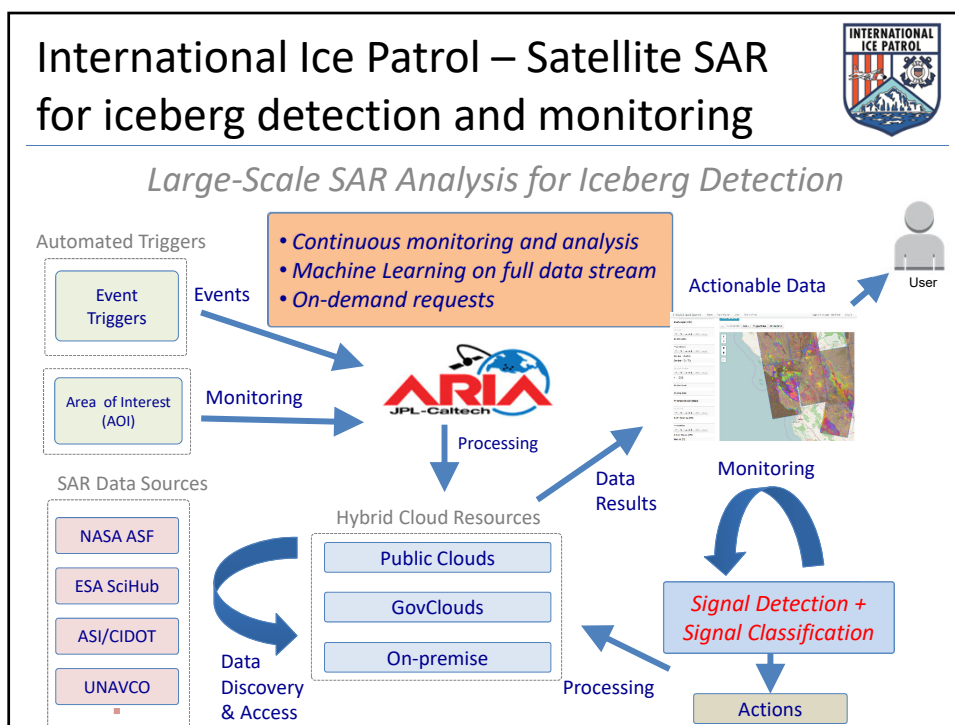 International Ice Patrol – Satellite SAR
for iceberg detection and monitoring
INTERNATIONAL
ICE PATROL
Large-Scale SAR Analysis for Iceberg Detection
Automated Triggers
• Continuous monitoring and analysis
• Machine Learning on full data stream
• On-demand requests
Event
Triggers
Events
Actionable Data
User
Area of Interest
(AOI)
Monitoring
ARIA
JPL-Caltech
Processing
SAR Data Sources
NASA ASF
ESA SciHub
ASI/CIDOT
UNAVCO
Hybrid Cloud Resources
Public Clouds
GovClouds
On-premise
Data
Discovery
& Access
Data
Results
Monitoring
Signal Detection +
Signal Classification
Processing
Actions